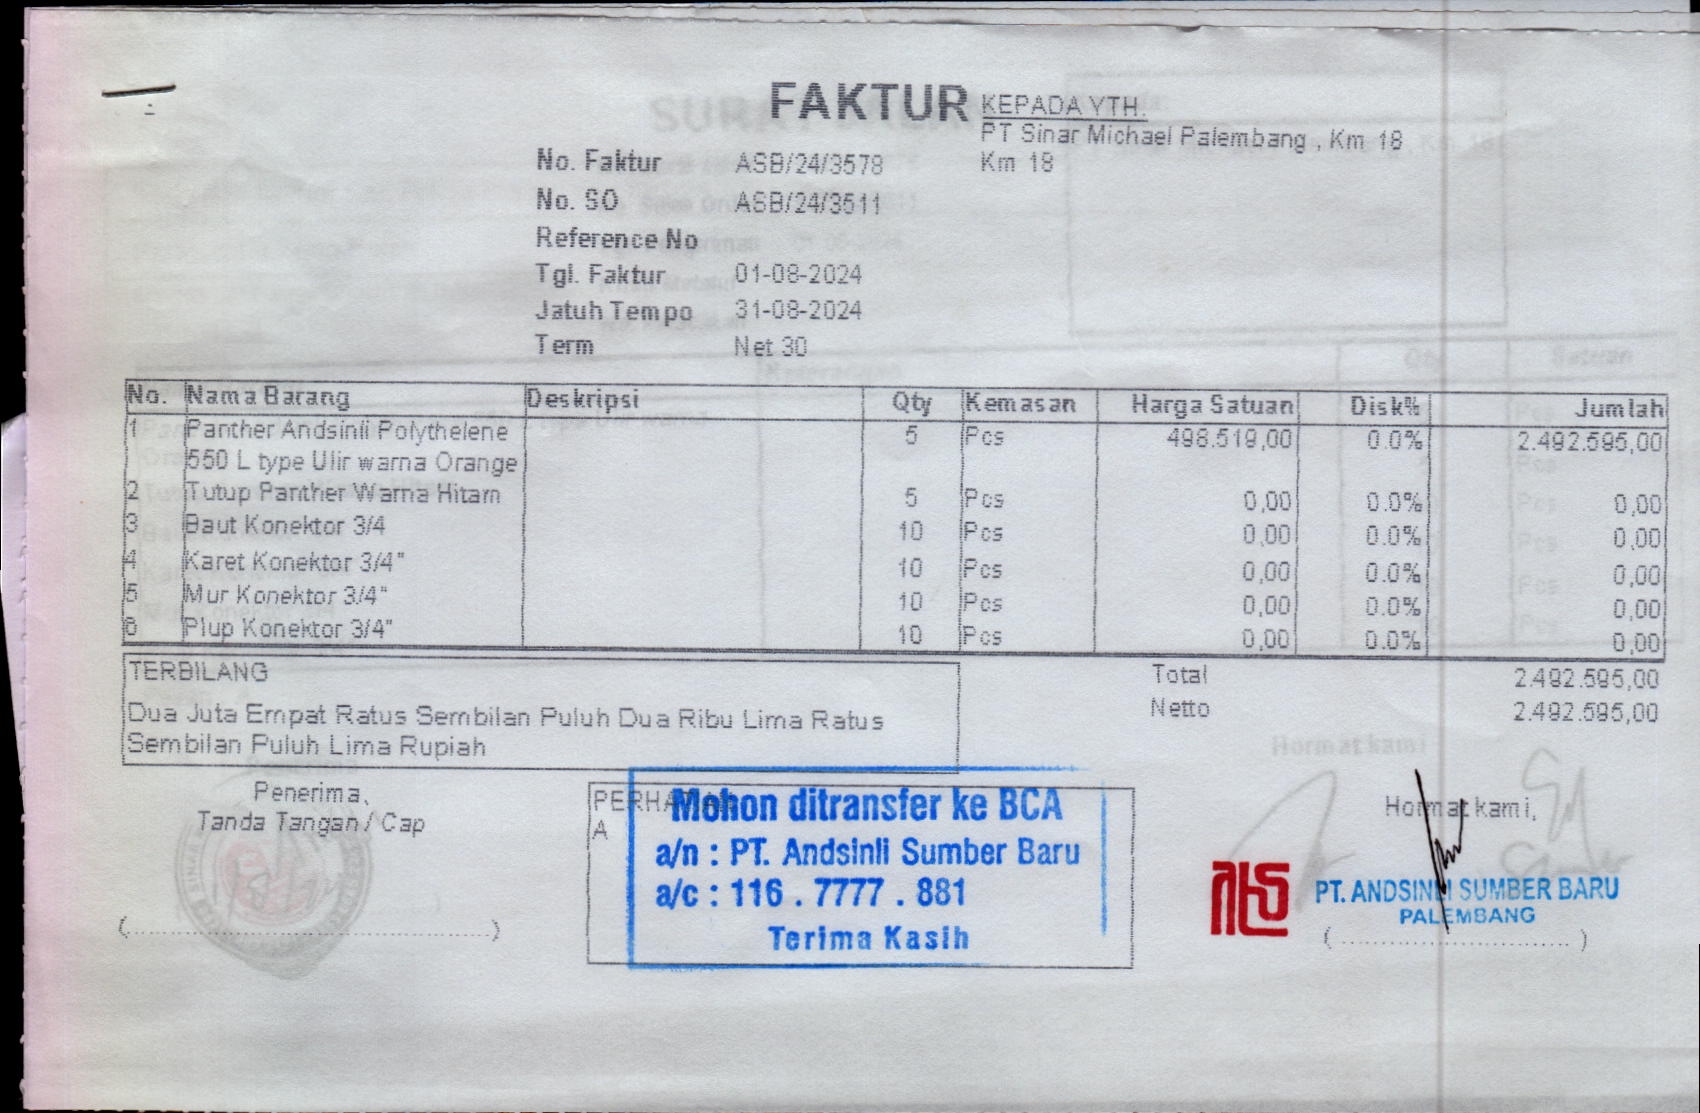 FAKTUR
KEPADA YTH.
PT Sinar Michael Palembang , Km 18
Km 18
No. Faktur ASB/24/3578
No. SO ASB/24/3511
Reference No
Tgl. Faktur 01-08-2024
Jatuh Tempo 31-08-2024
Term Net 30
No. Nama Barang Deskripsi Qty Kemasan Harga Satuan Disk% Jumlah
1 Panther Andsinli Polythelene 5 Pcs 498.519,00 0.0% 2.492.595,00
550 L type Ulir warna Orange
2 Tutup Panther Warna Hitam 5 Pcs 0,00 0.0% 0,00
3 Baut Konektor 3/4 10 Pcs 0,00 0.0% 0,00
4 Karet Konektor 3/4" 10 Pcs 0,00 0.0% 0,00
5 Mur Konektor 3/4" 10 Pcs 0,00 0.0% 0,00
6 Plup Konektor 3/4" 10 Pcs 0,00 0.0% 0,00
TERBILANG
Dua Juta Empat Ratus Sembilan Puluh Dua Ribu Lima Ratus
Sembilan Puluh Lima Rupiah
Total 2.492.595,00
Netto 2.492.595,00
Penerima,
Tanda Tangan / Cap
(..............................)
A
Mohon ditransfer ke BCA
a/n : PT. Andsinli Sumber Baru
a/c : 116 . 7777 . 881
Terima Kasih
Hormat kami,
PT. ANDSINLI SUMBER BARU
PALEMBANG
(..............................)